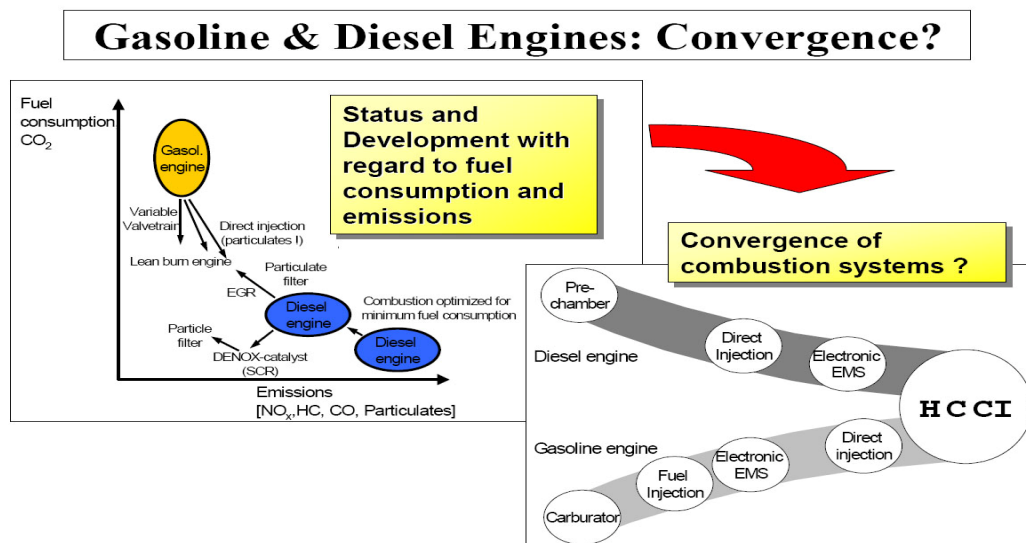 Gasoline & Diesel Engines: Convergence?
Fuel
consumption,
CO2
Gasol.
engine
Variable
Valvetrain
Direct injection
(particulates !)
Lean burn engine
Particulate
filter
EGR
Diesel
engine
Combustion optimized for
minimum fuel consumption
Diesel
engine
Particle
filter
DENOX-catalyst
(SCR)
Emissions
[NOx,HC, CO, Particulates]
Status and
Development with
regard to fuel
consumption and
emissions
Convergence of
combustion systems ?
Pre-
chamber
Direct
Injection
Electronic
EMS
Diesel engine
HCCI
Gasoline engine
Direct
injection
Electronic
EMS
Fuel
Injection
Carburator